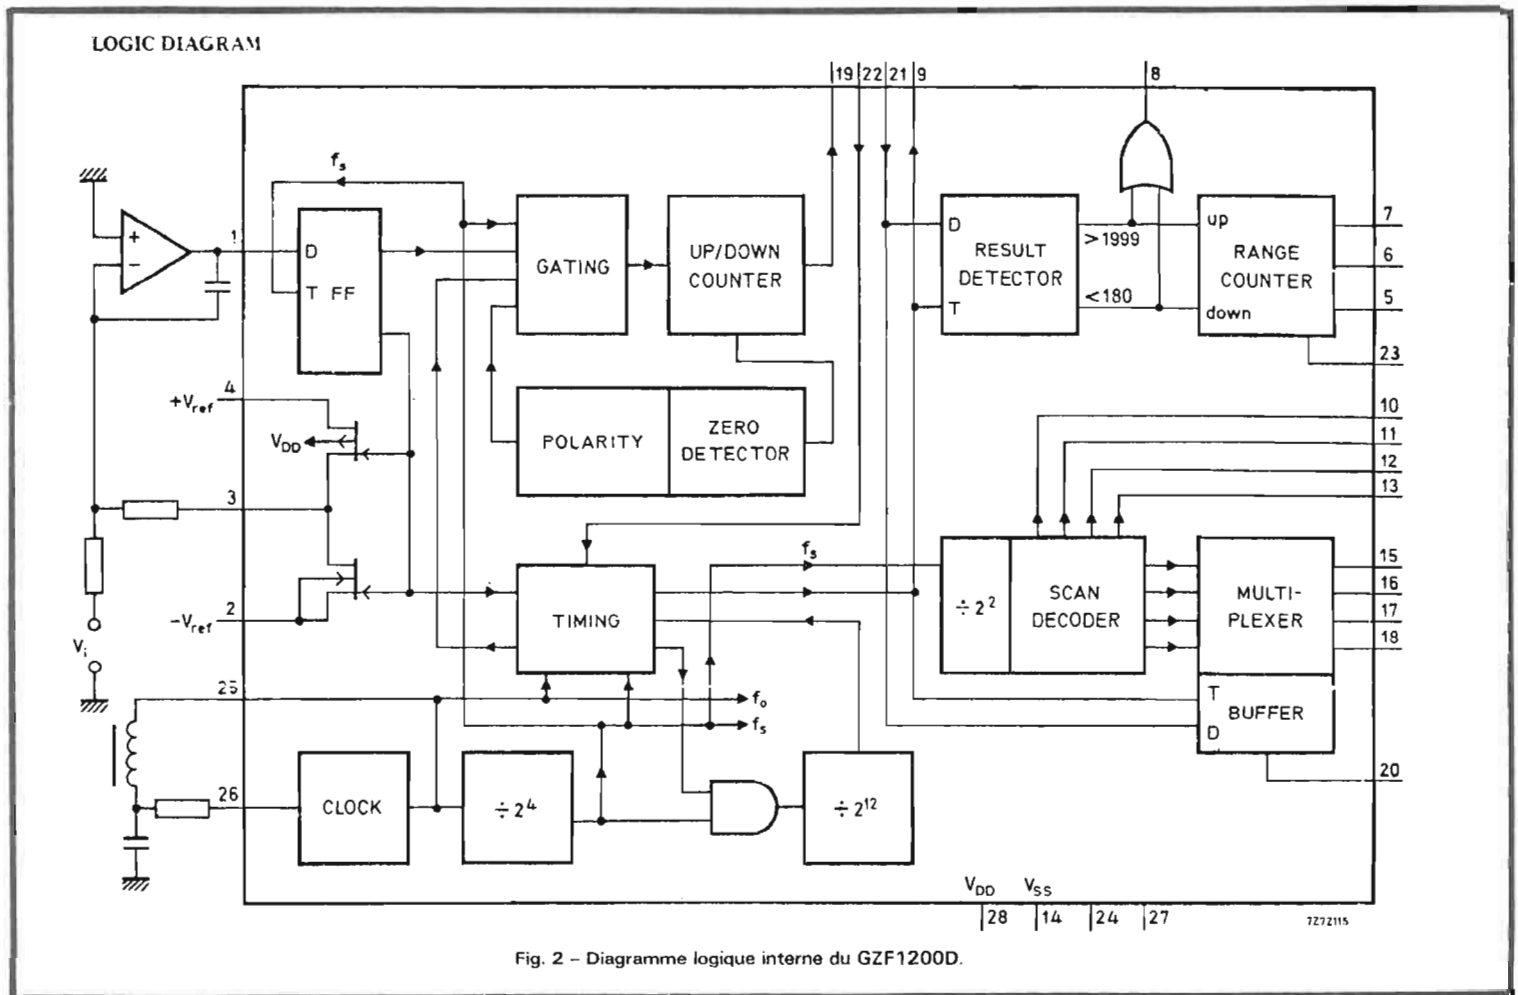 LOGIC DIAGRAM
19 22 21 9
8
fs
1
+
−
D
T FF
GATING
UP/DOWN
COUNTER
D
T
RESULT
DETECTOR
>1999
<180
up
down
RANGE
COUNTER
7
6
5
23
4
+Vref
VDD
POLARITY
ZERO
DETECTOR
10
11
12
13
3
fs
TIMING
÷2²
SCAN
DECODER
MULTI-
PLEXER
15
16
17
18
2
−Vref
Vi
25
fo
fs
T
D
BUFFER
20
26
CLOCK
÷2⁴
÷2¹²
VDD
VSS
28 14 24 27
7Z72115
Fig. 2 – Diagramme logique interne du GZF1200D.